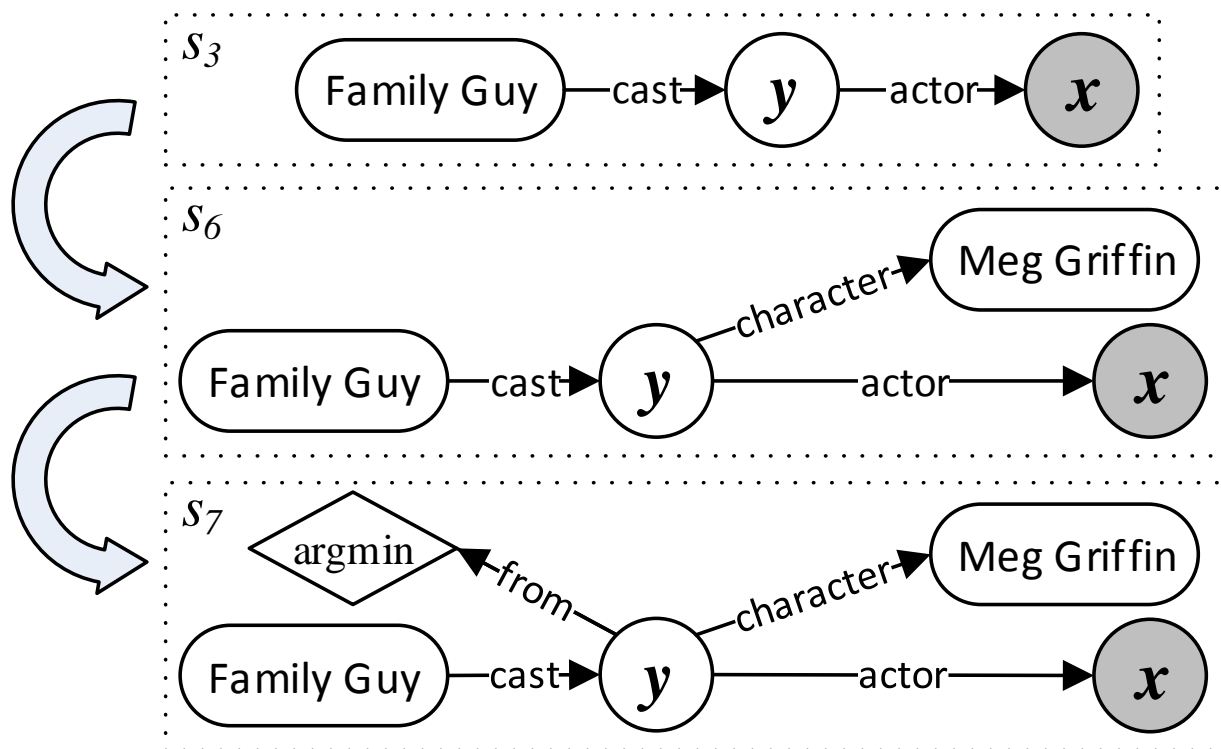 s3
Family Guy cast y actor x
s6
Meg Griffin
character
Family Guy cast y actor x
s7
argmin
Meg Griffin
from
character
Family Guy cast y actor x